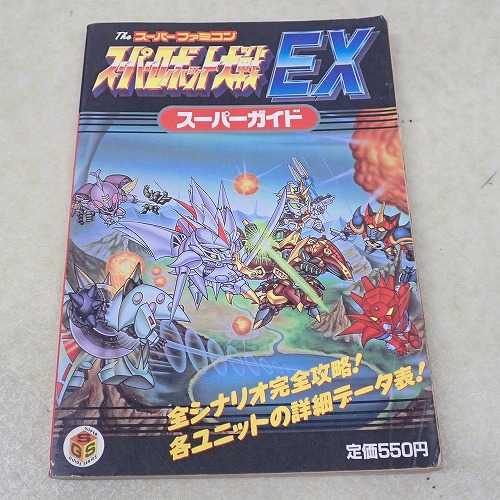 The スーパーファミコン
スーパーロボット大戦EX
スーパーガイド
全シナリオ完全攻略!
各ユニットの詳細データ表!
SGS
定価550円